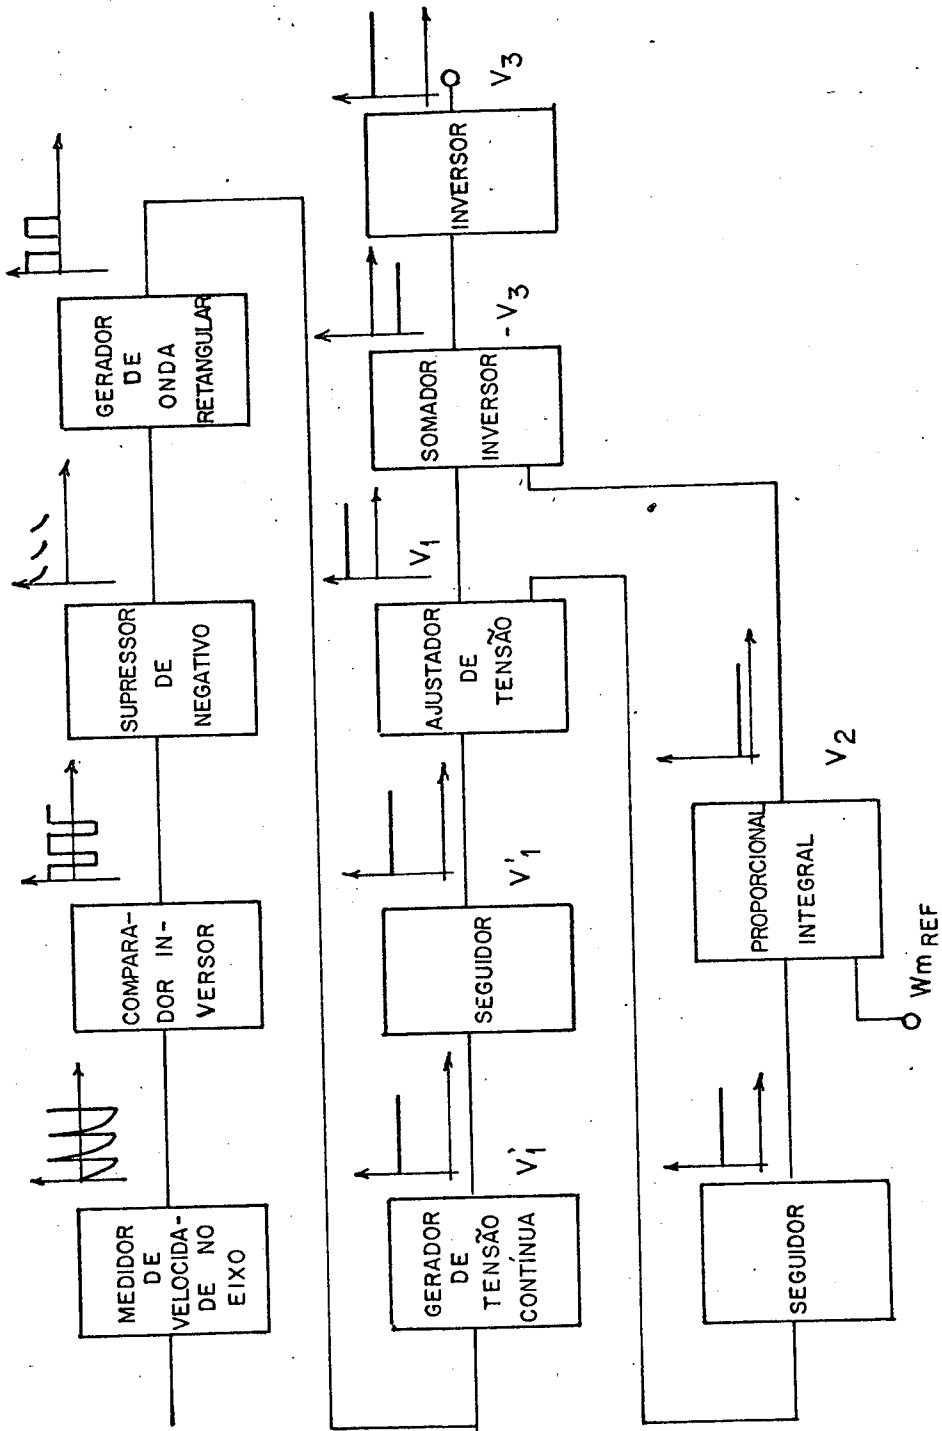 MEDIDOR
DE
VELOCIDA-
DE NO
EIXO
COMPARA-
DOR IN-
VERSOR
SUPRESSOR
DE
NEGATIVO
GERADOR
DE
ONDA
RETANGULAR
GERADOR
DE
TENSÃO
CONTÍNUA
V'1
SEGUIDOR
V'1
AJUSTADOR
DE
TENSÃO
V1
SOMADOR
INVERSOR
-V3
INVERSOR
V3
SEGUIDOR
PROPORCIONAL
INTEGRAL
V2
Wm REF